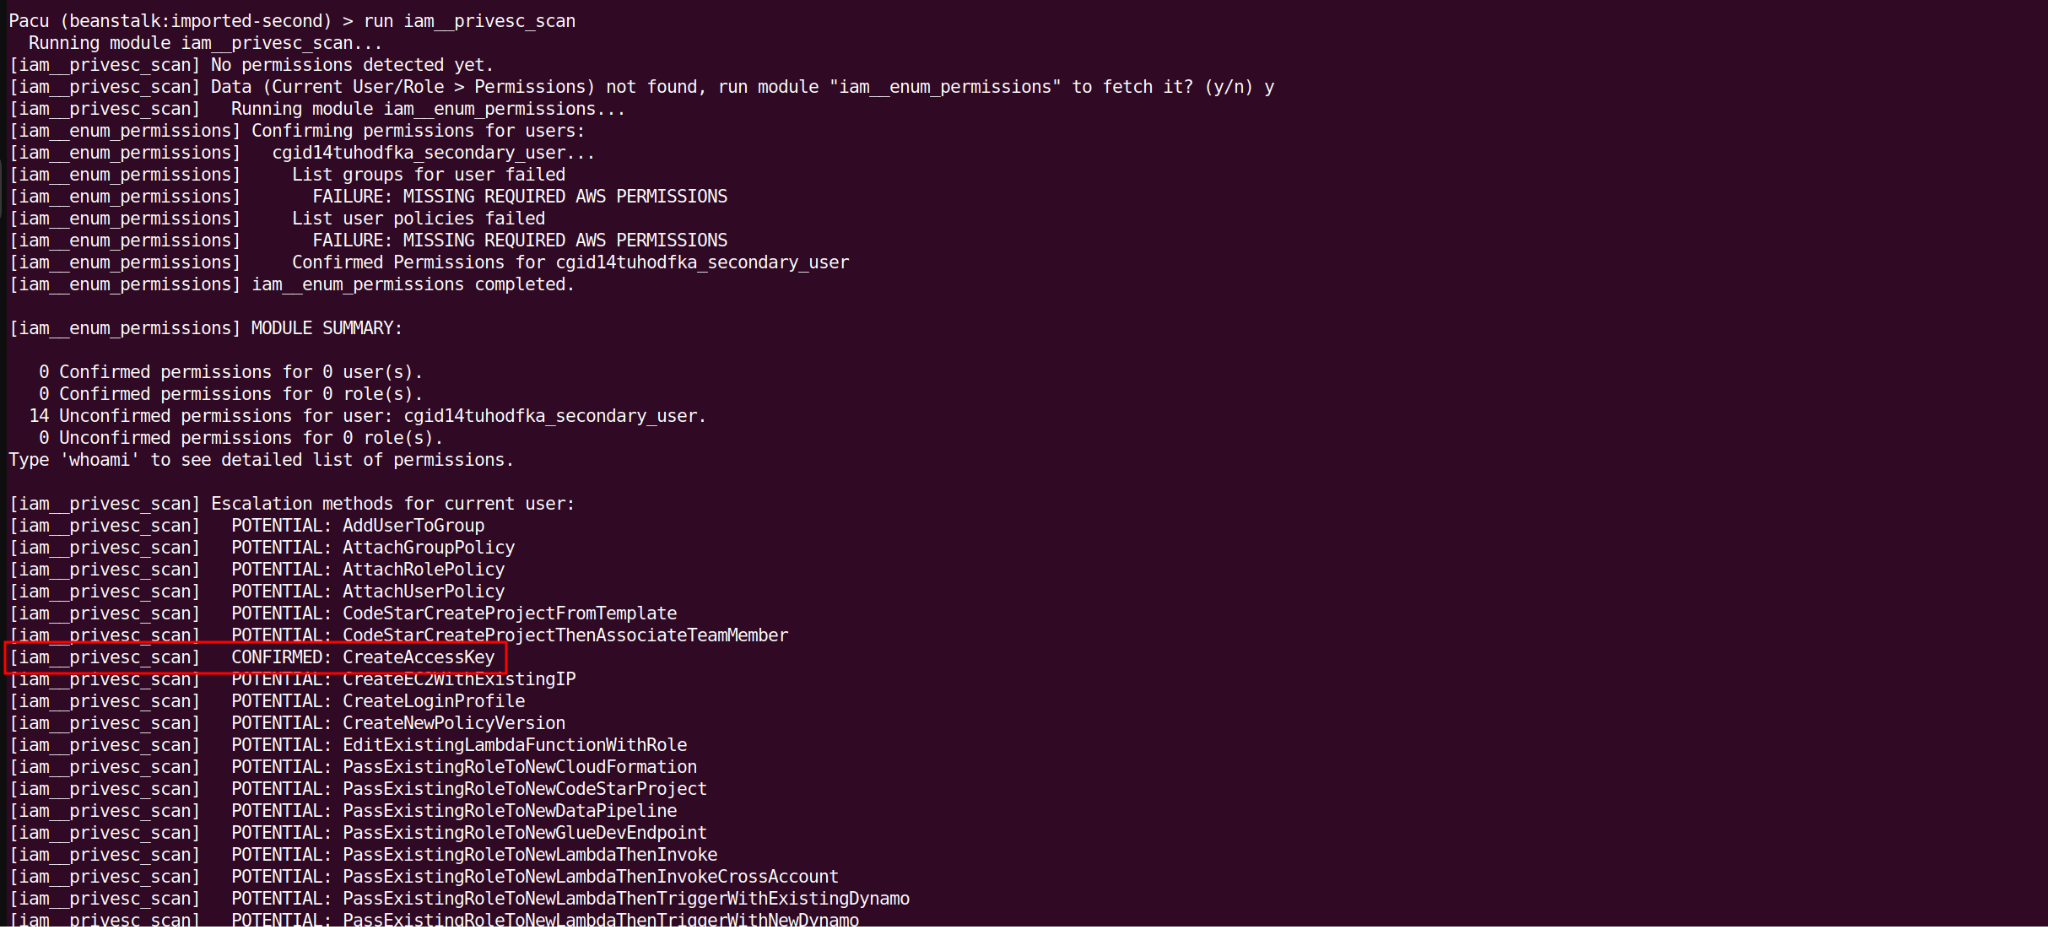 Pacu (beanstalk:imported-second) > run iam__privesc_scan
  Running module iam__privesc_scan...
[iam__privesc_scan] No permissions detected yet.
[iam__privesc_scan] Data (Current User/Role > Permissions) not found, run module "iam__enum_permissions" to fetch it? (y/n) y
[iam__privesc_scan]   Running module iam__enum_permissions...
[iam__enum_permissions] Confirming permissions for users:
[iam__enum_permissions]   cgid14tuhodfka_secondary_user...
[iam__enum_permissions]     List groups for user failed
[iam__enum_permissions]       FAILURE: MISSING REQUIRED AWS PERMISSIONS
[iam__enum_permissions]     List user policies failed
[iam__enum_permissions]       FAILURE: MISSING REQUIRED AWS PERMISSIONS
[iam__enum_permissions]     Confirmed Permissions for cgid14tuhodfka_secondary_user
[iam__enum_permissions] iam__enum_permissions completed.

[iam__enum_permissions] MODULE SUMMARY:

   0 Confirmed permissions for 0 user(s).
   0 Confirmed permissions for 0 role(s).
  14 Unconfirmed permissions for user: cgid14tuhodfka_secondary_user.
   0 Unconfirmed permissions for 0 role(s).
Type 'whoami' to see detailed list of permissions.

[iam__privesc_scan] Escalation methods for current user:
[iam__privesc_scan]   POTENTIAL: AddUserToGroup
[iam__privesc_scan]   POTENTIAL: AttachGroupPolicy
[iam__privesc_scan]   POTENTIAL: AttachRolePolicy
[iam__privesc_scan]   POTENTIAL: AttachUserPolicy
[iam__privesc_scan]   POTENTIAL: CodeStarCreateProjectFromTemplate
[iam__privesc_scan]   POTENTIAL: CodeStarCreateProjectThenAssociateTeamMember
[iam__privesc_scan]   CONFIRMED: CreateAccessKey
[iam__privesc_scan]   POTENTIAL: CreateEC2WithExistingIP
[iam__privesc_scan]   POTENTIAL: CreateLoginProfile
[iam__privesc_scan]   POTENTIAL: CreateNewPolicyVersion
[iam__privesc_scan]   POTENTIAL: EditExistingLambdaFunctionWithRole
[iam__privesc_scan]   POTENTIAL: PassExistingRoleToNewCloudFormation
[iam__privesc_scan]   POTENTIAL: PassExistingRoleToNewCodeStarProject
[iam__privesc_scan]   POTENTIAL: PassExistingRoleToNewDataPipeline
[iam__privesc_scan]   POTENTIAL: PassExistingRoleToNewGlueDevEndpoint
[iam__privesc_scan]   POTENTIAL: PassExistingRoleToNewLambdaThenInvoke
[iam__privesc_scan]   POTENTIAL: PassExistingRoleToNewLambdaThenInvokeCrossAccount
[iam__privesc_scan]   POTENTIAL: PassExistingRoleToNewLambdaThenTriggerWithExistingDynamo
[iam__privesc_scan]   POTENTIAL: PassExistingRoleToNewLambdaThenTriggerWithNewDynamo